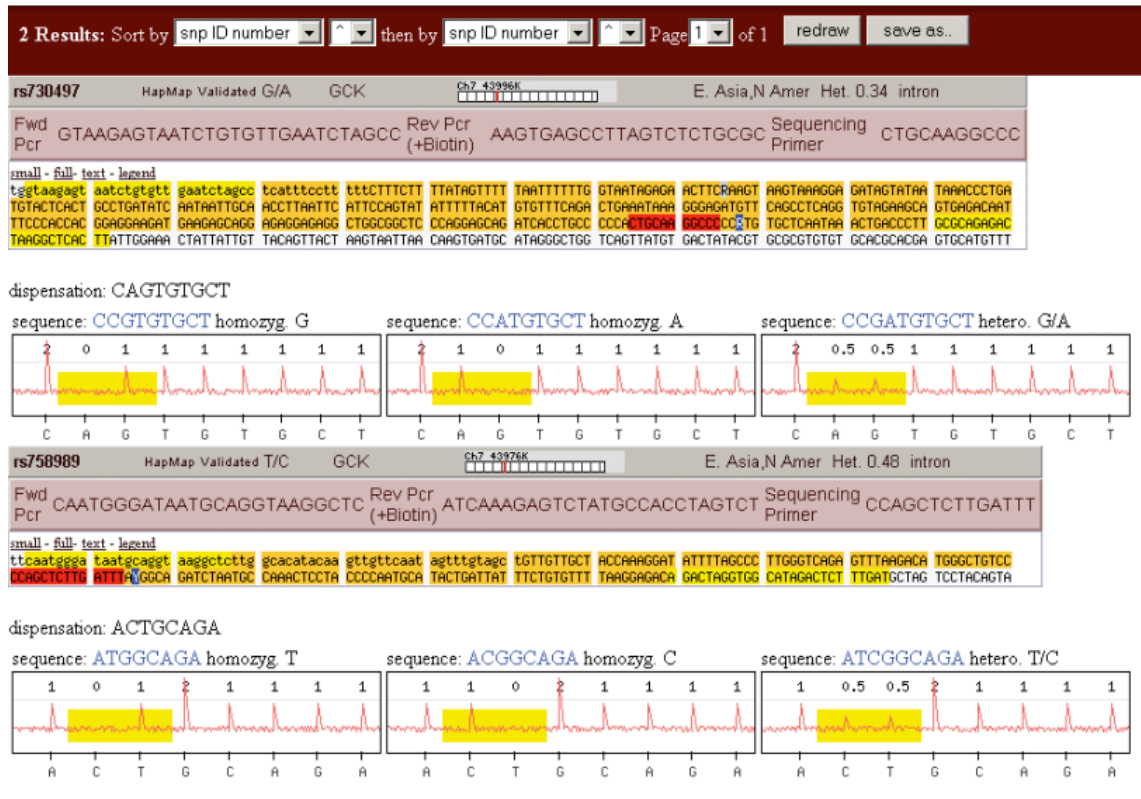 2 Results: Sort by snp ID number ^ then by snp ID number ^ Page 1 of 1 redraw save as..
rs730497 HapMap Validated G/A GCK Ch7 43996K E. Asia,N Amer Het. 0.34 intron
Fwd Pcr GTAAGAGTAATCTGTGTTGAATCTAGCC Rev Pcr (+Biotin) AAGTGAGCCTTAGTCTCTGCGC Sequencing Primer CTGCAAGGCCC
small - full- text - legend
tggtaagagt aatctgtgtt gaatctagcc tcatttcctt tttCTTTCTT TTATAGTTTT TAATTTTTTG GTAATAGAGA ACTTCRAAGT AAGTAAAGGA GATAGTATAA TAAACCCTGA
TGTACTCACT GCCTGATATC AATAATTGCA ACCTTAATTC ATTCCAGTAT ATTTTTACAT GTGTTTCAGA CTGAAATAAA GGGAGATGTT CAGCCTCAGG TGTAGAAGCA GTGAGACAAT
TTCCCACCAC GGAGGAAGAT GAAGAGCAGG AGAGGAGAGG CTGGCGGCTC CCAGGAGCAG ATCACCTGCC CCCACTGCAA GGCCCCCRTG TGCTCAATAA ACTGACCCTT GCGCAGAGAC
TAAGGCTCAC TTATTGGAAA CTATTATTGT TACAGTTACT AAGTAATTAA CAAGTGATGC ATAGGGCTGG TCAGTTATGT GACTATACGT GCGCGTGTGT GCACGCACGA GTGCATGTTT
dispensation: CAGTGTGCT
sequence: CCGTGTGCT homozyg. G sequence: CCATGTGCT homozyg. A sequence: CCGATGTGCT hetero. G/A
2 0 1 1 1 1 1 1 1 2 1 0 1 1 1 1 1 1 2 0.5 0.5 1 1 1 1 1 1
C A G T G T G C T C A G T G T G C T C A G T G T G C T
rs758989 HapMap Validated T/C GCK Ch7 43976K E. Asia,N Amer Het. 0.48 intron
Fwd Pcr CAATGGGATAATGCAGGTAAGGCTC Rev Pcr (+Biotin) ATCAAAGAGTCTATGCCACCTAGTCT Sequencing Primer CCAGCTCTTGATTT
small - full- text - legend
ttcaatggga taatgcaggt aaggctcttg gcacatacaa gttgttcaat agtttgtagc tGTTGTTGCT ACCAAAGGAT ATTTTAGCCC TTGGGTCAGA GTTTAAGACA TGGGCTGTCC
CCAGCTCTTG ATTTAYGGCA GATCTAATGC CAAACTCCTA CCCCAATGCA TACTGATTAT TTCTGTGTTT TAAGGAGACA GACTAGGTGG CATAGACTCT TTGATGCTAG TCCTACAGTA
dispensation: ACTGCAGA
sequence: ATGGCAGA homozyg. T sequence: ACGGCAGA homozyg. C sequence: ATCGGCAGA hetero. T/C
1 0 1 2 1 1 1 1 1 1 0 2 1 1 1 1 1 0.5 0.5 2 1 1 1 1
A C T G C A G A A C T G C A G A A C T G C A G A